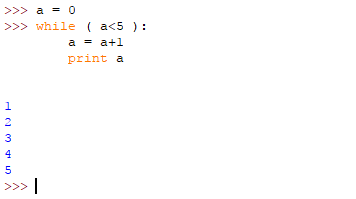 >>> a = 0
>>> while ( a<5 ):
        a = a+1
        print a
1
2
3
4
5
>>>